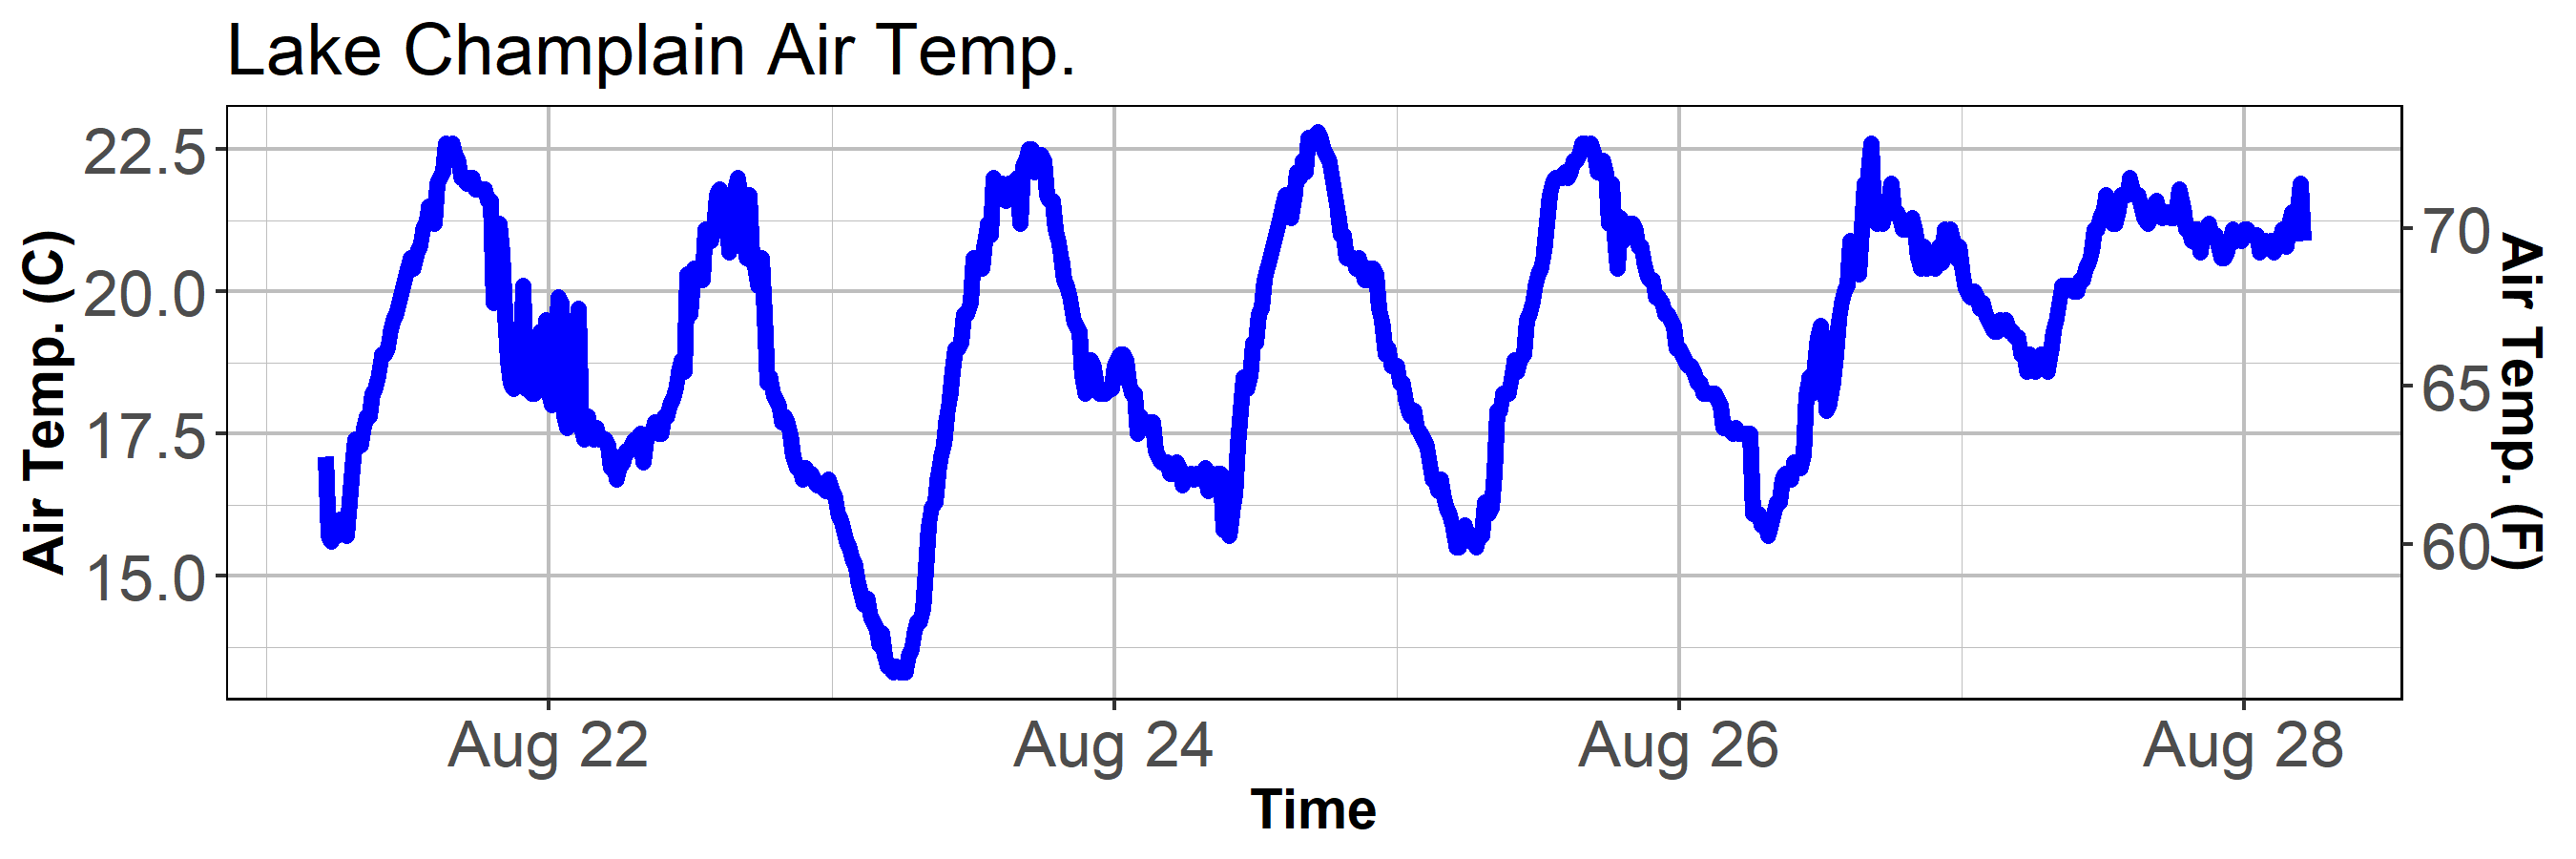 Lake Champlain Air Temp.
Air Temp. (C)
22.5
20.0
17.5
15.0
70
65
60
Air Temp. (F)
Aug 22
Aug 24
Aug 26
Aug 28
Time